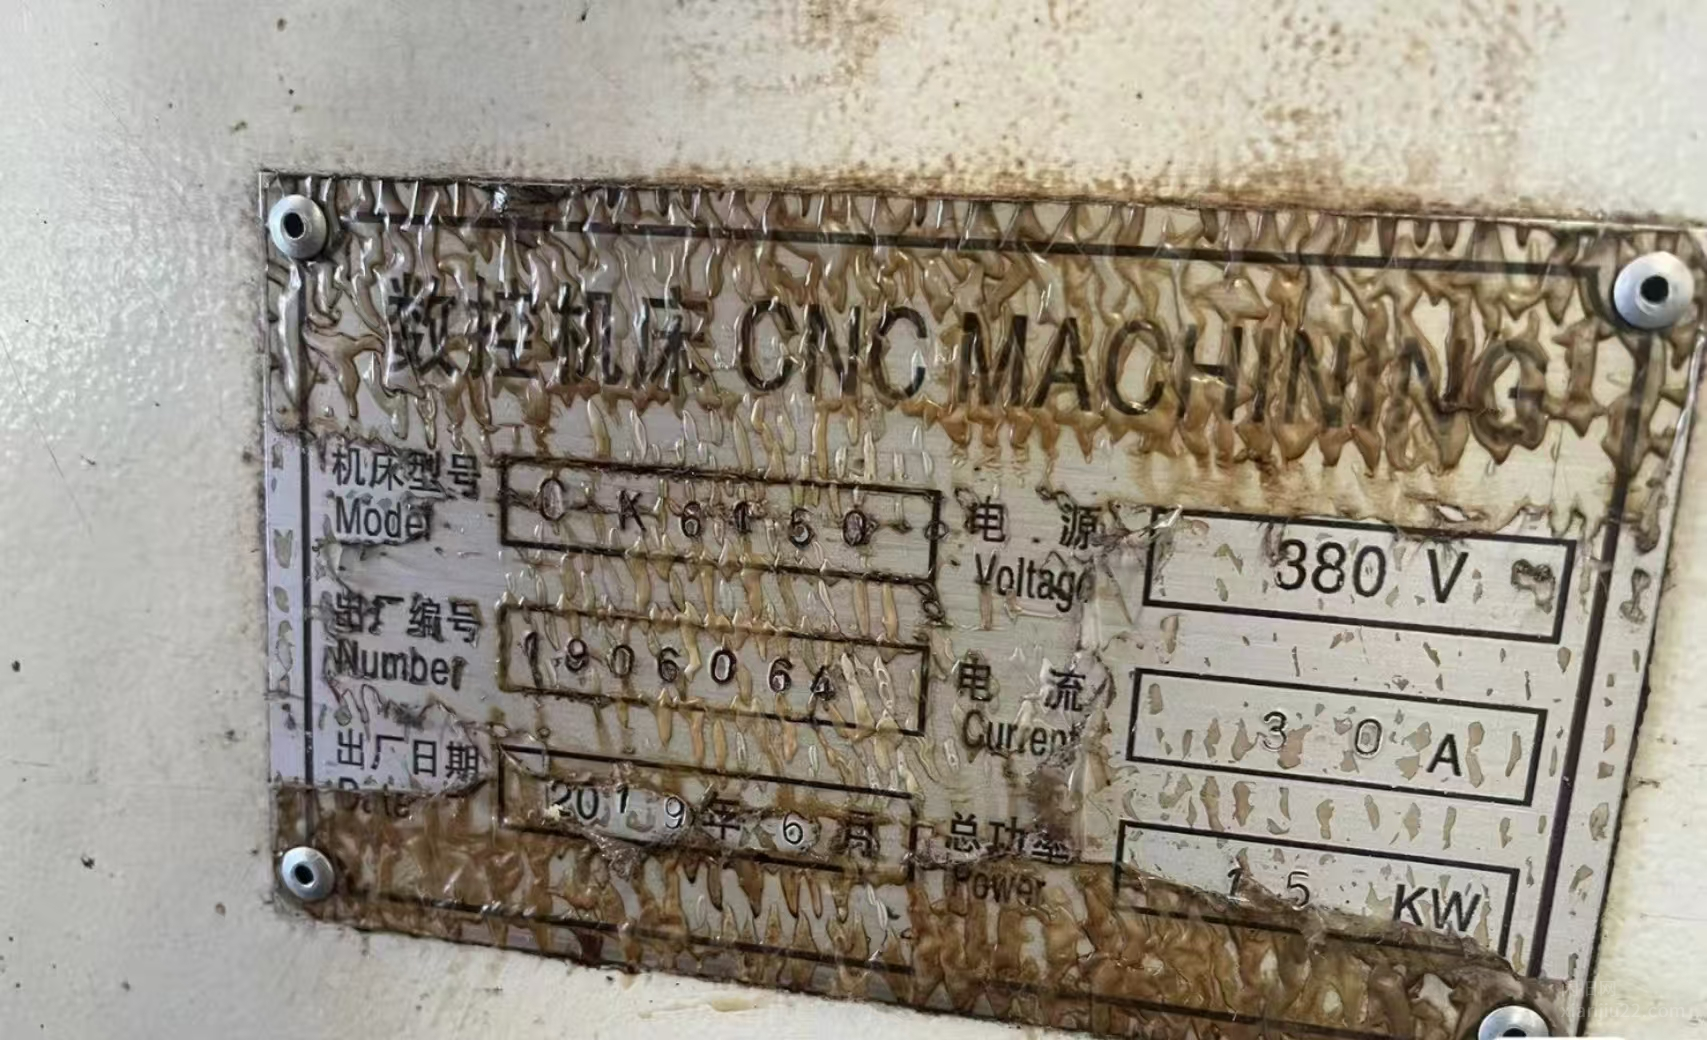 数控机床 CNC MACHINING
机床型号 Model CK6150
出厂编号 Number 1906064
出厂日期 Date 2019年6月
电 源 Voltage 380 V
电 流 Current 30 A
总功率 Power 15 KW